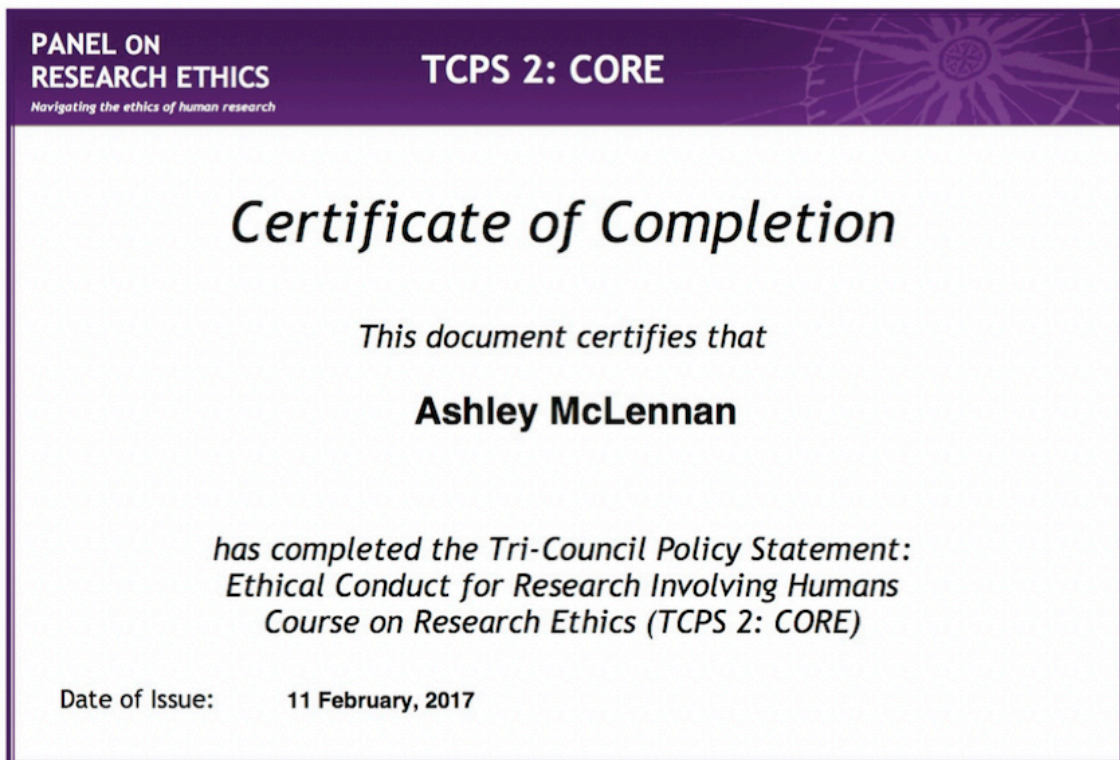 PANEL ON
RESEARCH ETHICS
Navigating the ethics of human research
TCPS 2: CORE
Certificate of Completion
This document certifies that
Ashley McLennan
has completed the Tri-Council Policy Statement:
Ethical Conduct for Research Involving Humans
Course on Research Ethics (TCPS 2: CORE)
Date of Issue: 11 February, 2017